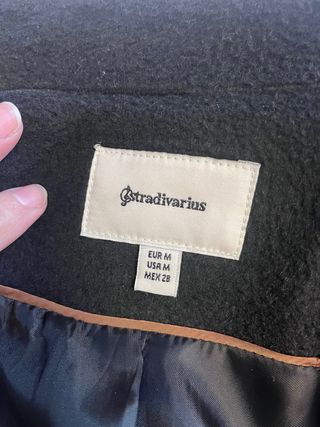 stradivarius
EUR M
USA M
MEX 28